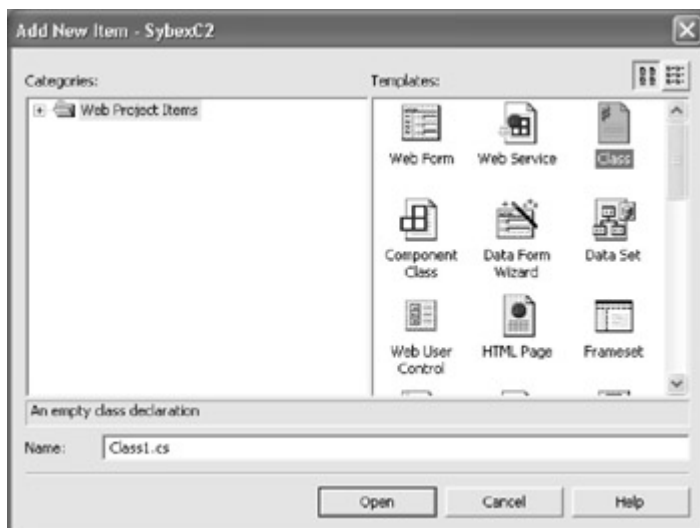 Add New Item - SybexC2
Categories:
Templates:
Web Project Items
Web Form
Web Service
Class
Component
Class
Data Form
Wizard
Data Set
Web User
Control
HTML Page
Frameset
An empty class declaration
Name:
Class1.cs
Open
Cancel
Help